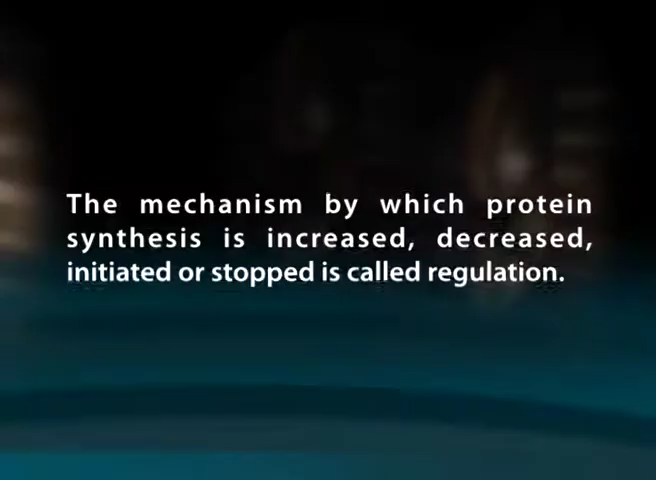 The mechanism by which protein
synthesis is increased, decreased,
initiated or stopped is called regulation.